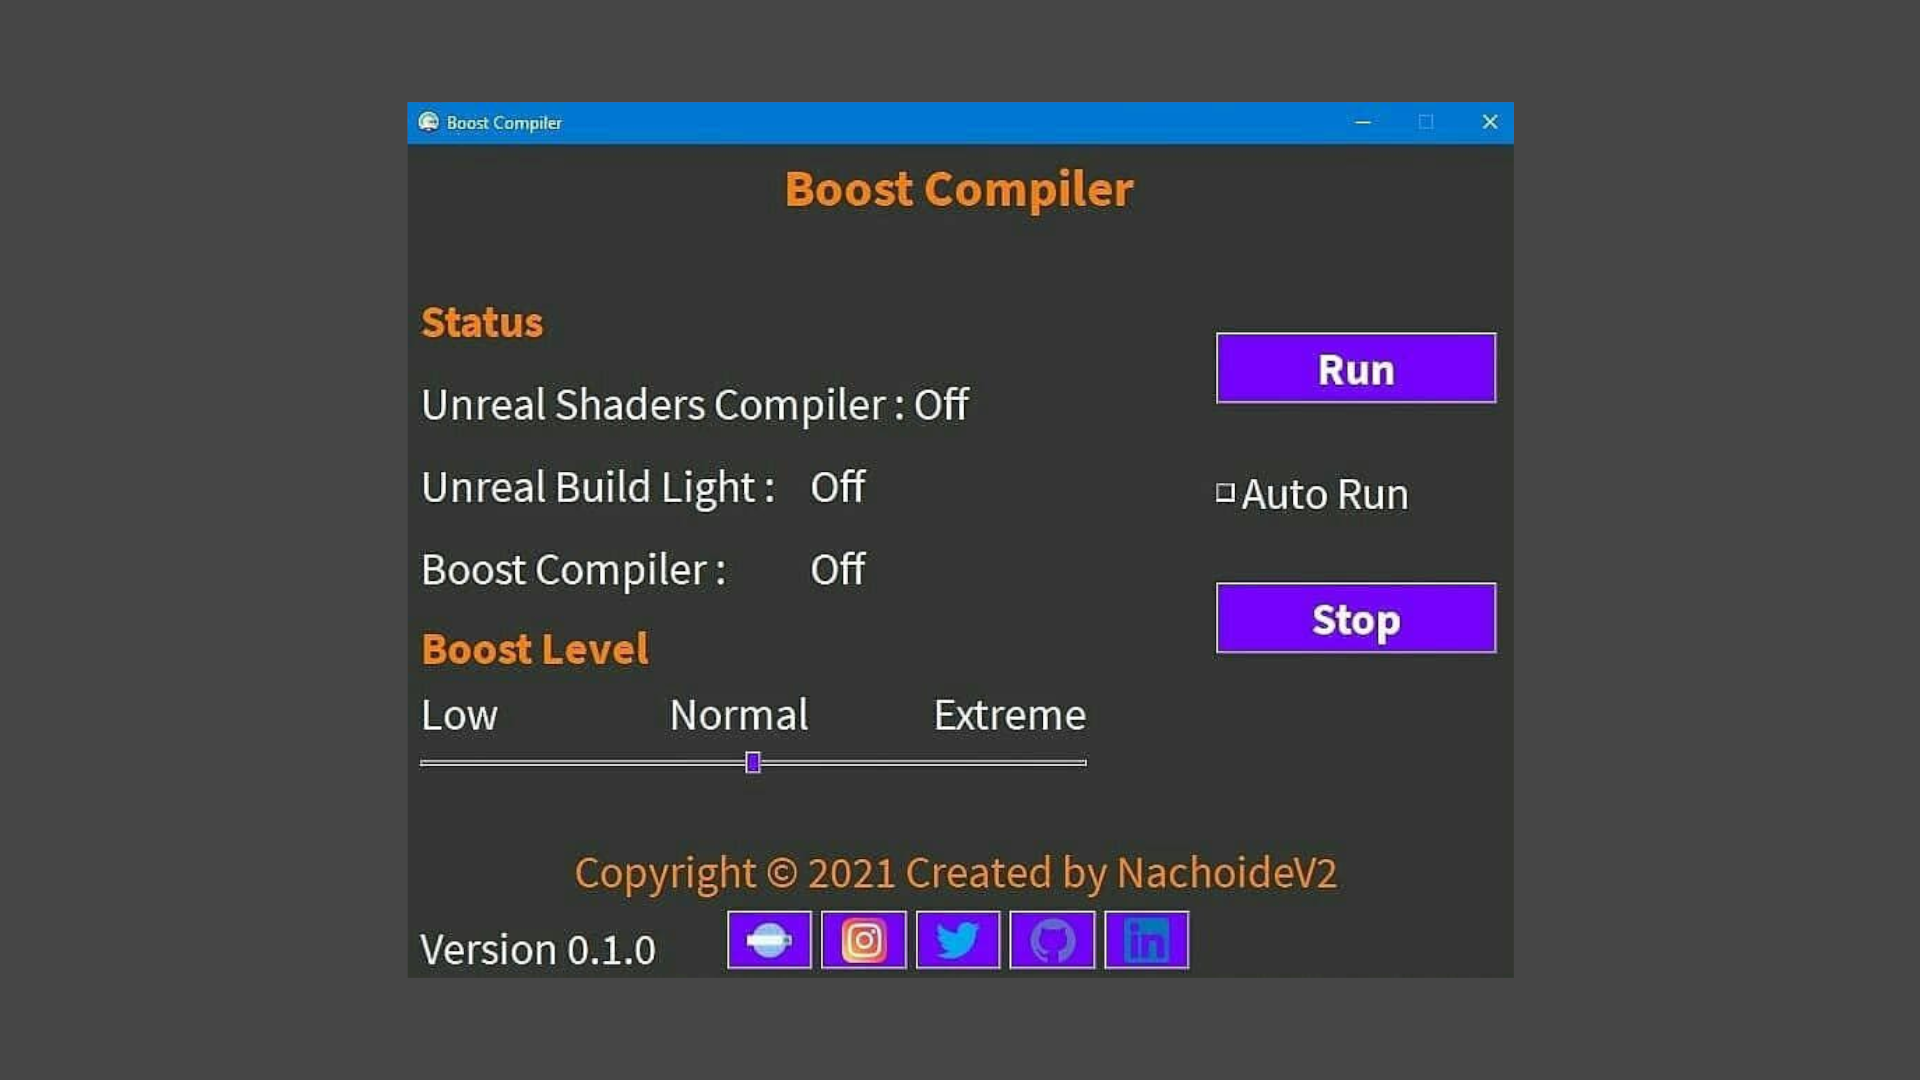 Boost Compiler
Boost Compiler
Status
Run
Unreal Shaders Compiler : Off
Unreal Build Light : Off
Auto Run
Boost Compiler : Off
Stop
Boost Level
Low Normal Extreme
Copyright © 2021 Created by NachoideV2
Version 0.1.0
in